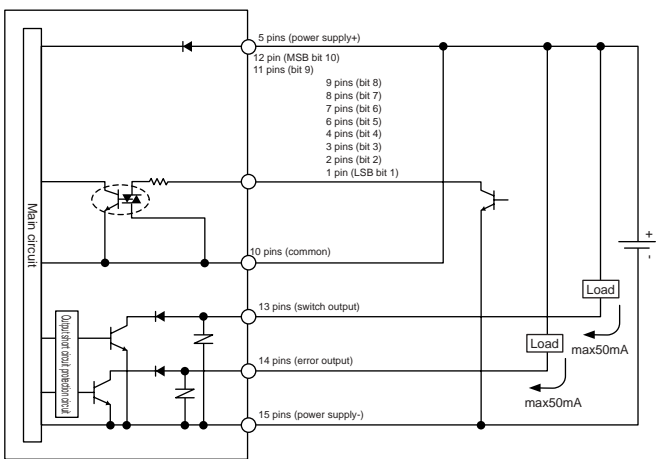 5 pins (power supply+)
12 pin (MSB bit 10)
11 pins (bit 9)
9 pins (bit 8)
8 pins (bit 7)
7 pins (bit 6)
6 pins (bit 5)
4 pins (bit 4)
3 pins (bit 3)
2 pins (bit 2)
1 pin (LSB bit 1)
Main circuit
10 pins (common)
+
-
13 pins (switch output)
Load
Output short circuit protection circuit
Load
max50mA
14 pins (error output)
max50mA
15 pins (power supply-)